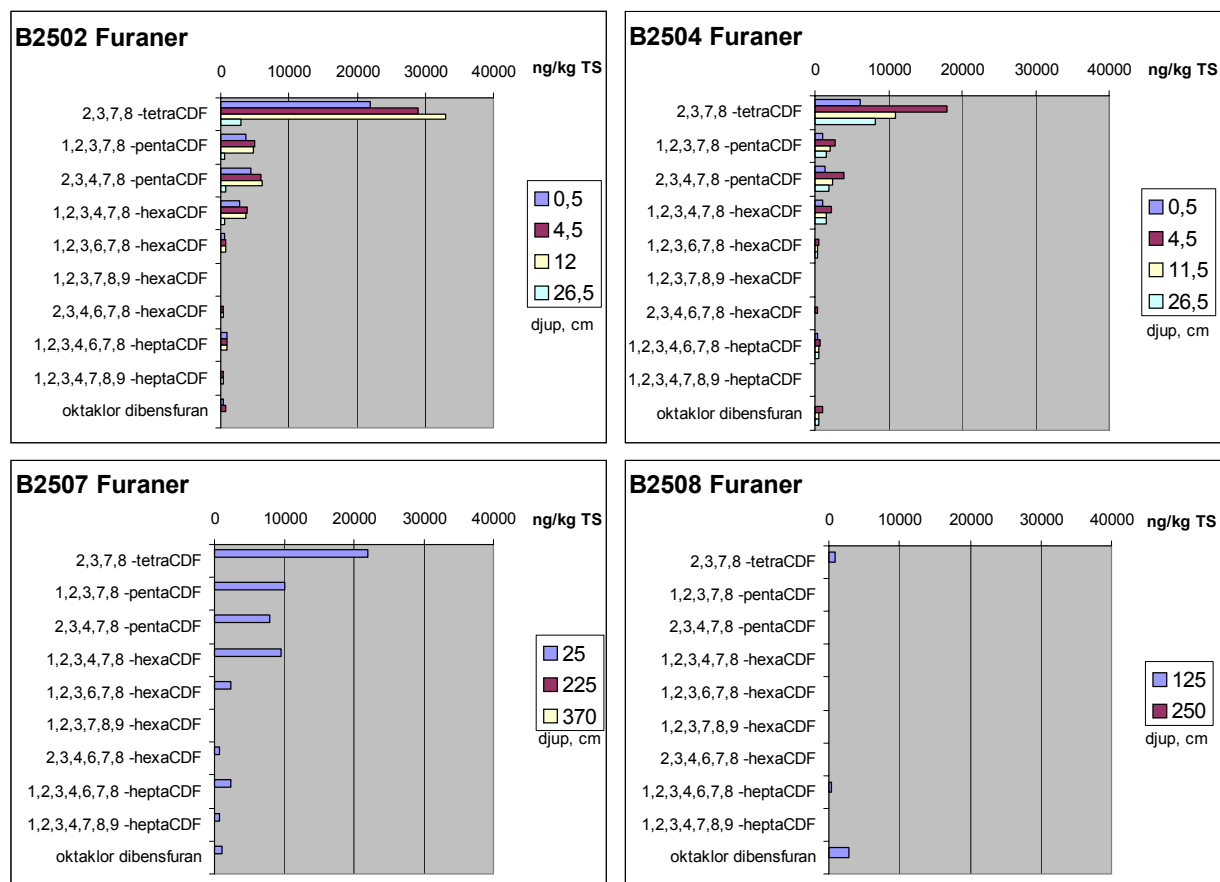 B2502 Furaner
0 10000 20000 30000 40000 ng/kg TS
2,3,7,8 -tetraCDF
1,2,3,7,8 -pentaCDF
2,3,4,7,8 -pentaCDF
1,2,3,4,7,8 -hexaCDF
1,2,3,6,7,8 -hexaCDF
1,2,3,7,8,9 -hexaCDF
2,3,4,6,7,8 -hexaCDF
1,2,3,4,6,7,8 -heptaCDF
1,2,3,4,7,8,9 -heptaCDF
oktaklor dibensfuran
0,5
4,5
12
26,5
djup, cm
B2504 Furaner
0 10000 20000 30000 40000 ng/kg TS
2,3,7,8 -tetraCDF
1,2,3,7,8 -pentaCDF
2,3,4,7,8 -pentaCDF
1,2,3,4,7,8 -hexaCDF
1,2,3,6,7,8 -hexaCDF
1,2,3,7,8,9 -hexaCDF
2,3,4,6,7,8 -hexaCDF
1,2,3,4,6,7,8 -heptaCDF
1,2,3,4,7,8,9 -heptaCDF
oktaklor dibensfuran
0,5
4,5
11,5
26,5
djup, cm
B2507 Furaner
0 10000 20000 30000 40000 ng/kg TS
2,3,7,8 -tetraCDF
1,2,3,7,8 -pentaCDF
2,3,4,7,8 -pentaCDF
1,2,3,4,7,8 -hexaCDF
1,2,3,6,7,8 -hexaCDF
1,2,3,7,8,9 -hexaCDF
2,3,4,6,7,8 -hexaCDF
1,2,3,4,6,7,8 -heptaCDF
1,2,3,4,7,8,9 -heptaCDF
oktaklor dibensfuran
25
225
370
djup, cm
B2508 Furaner
0 10000 20000 30000 40000 ng/kg TS
2,3,7,8 -tetraCDF
1,2,3,7,8 -pentaCDF
2,3,4,7,8 -pentaCDF
1,2,3,4,7,8 -hexaCDF
1,2,3,6,7,8 -hexaCDF
1,2,3,7,8,9 -hexaCDF
2,3,4,6,7,8 -hexaCDF
1,2,3,4,6,7,8 -heptaCDF
1,2,3,4,7,8,9 -heptaCDF
oktaklor dibensfuran
125
250
djup, cm